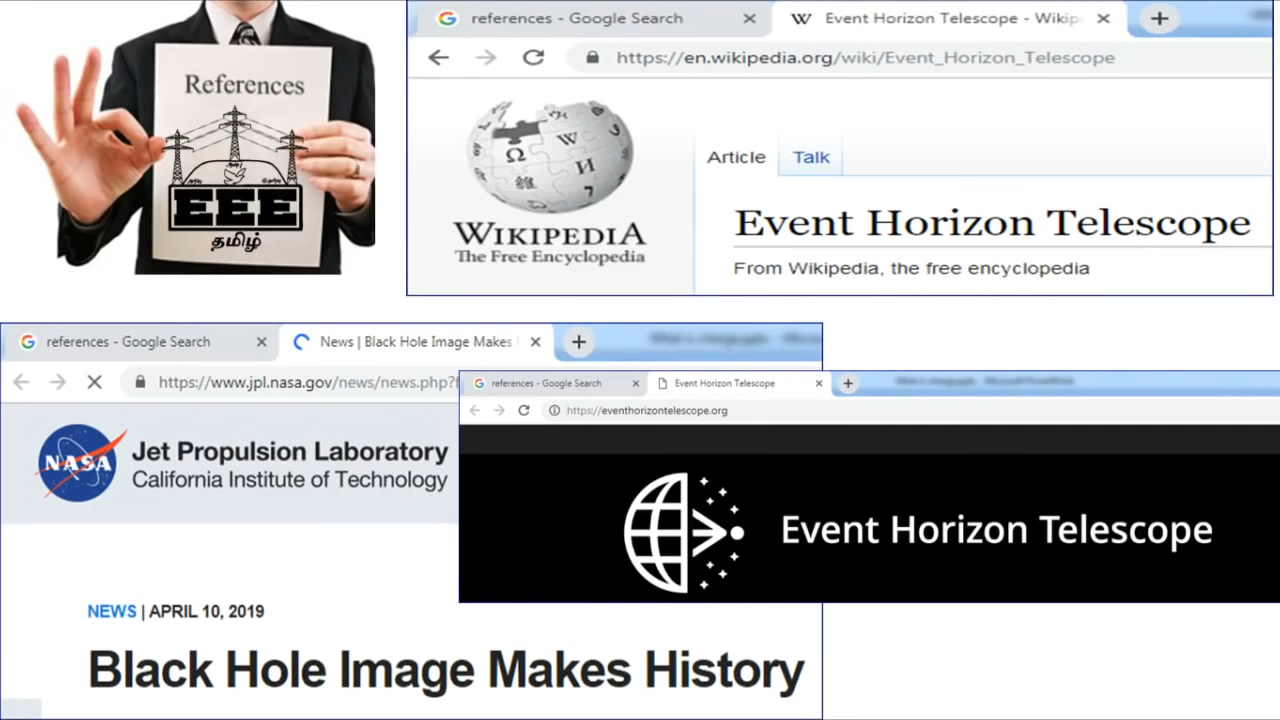 References
EEE
தமிழ்
references - Google Search
Event Horizon Telescope - Wikip
https://en.wikipedia.org/wiki/Event_Horizon_Telescope
Article
Talk
WIKIPEDIA
The Free Encyclopedia
Event Horizon Telescope
From Wikipedia, the free encyclopedia
references - Google Search
News | Black Hole Image Makes
https://www.jpl.nasa.gov/news/news.php?f
NASA
Jet Propulsion Laboratory
California Institute of Technology
NEWS | APRIL 10, 2019
Black Hole Image Makes History
references - Google Search
Event Horizon Telescope
https://eventhorizontelescope.org
Event Horizon Telescope